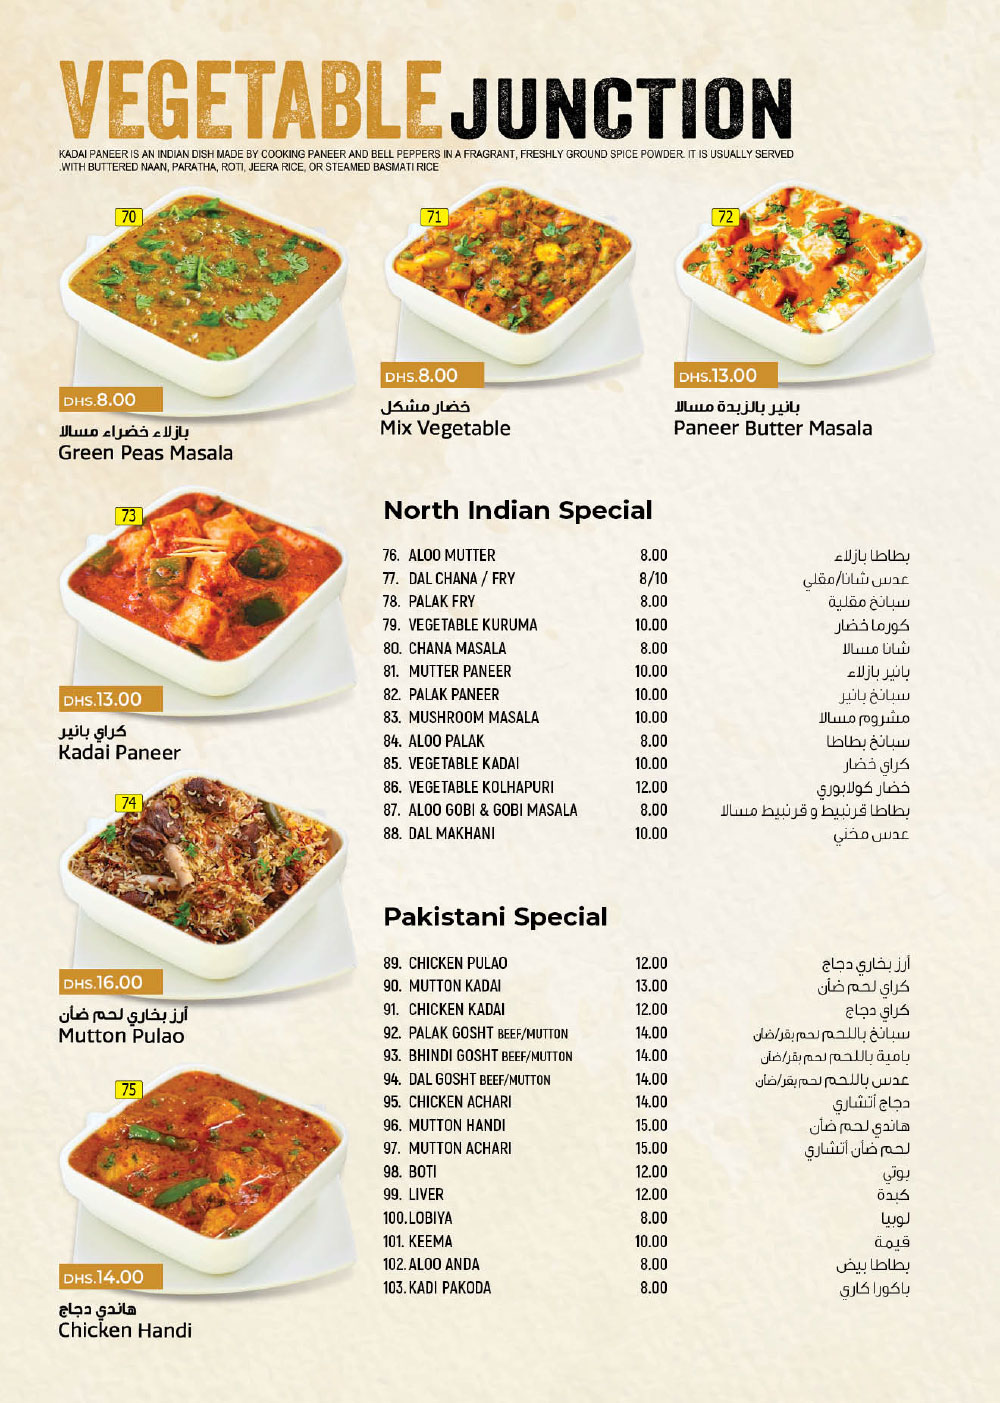 VEGETABLE JUNCTION
KADAI PANEER IS AN INDIAN DISH MADE BY COOKING PANEER AND BELL PEPPERS IN A FRAGRANT, FRESHLY GROUND SPICE POWDER. IT IS USUALLY SERVED
.WITH BUTTERED NAAN, PARATHA, ROTI, JEERA RICE, OR STEAMED BASMATI RICE
70
DHS.8.00
بازلاء خضراء مسالا
Green Peas Masala
71
DHS.8.00
خضار مشكل
Mix Vegetable
72
DHS.13.00
بانير بالزبدة مسالا
Paneer Butter Masala
73
DHS.13.00
كراي بانير
Kadai Paneer
74
DHS.16.00
أرز بخاري لحم ضأن
Mutton Pulao
75
DHS.14.00
هاندي دجاج
Chicken Handi
North Indian Special
76. ALOO MUTTER 8.00 بطاطا بازلاء
77. DAL CHANA / FRY 8/10 عدس شانا/مقلي
78. PALAK FRY 8.00 سبانخ مقلية
79. VEGETABLE KURUMA 10.00 كورما خضار
80. CHANA MASALA 8.00 شانا مسالا
81. MUTTER PANEER 10.00 بانير بازلاء
82. PALAK PANEER 10.00 سبانخ بانير
83. MUSHROOM MASALA 10.00 مشروم مسالا
84. ALOO PALAK 8.00 سبانخ بطاطا
85. VEGETABLE KADAI 10.00 كراي خضار
86. VEGETABLE KOLHAPURI 12.00 خضار كولابوري
87. ALOO GOBI & GOBI MASALA 8.00 بطاطا قرنبيط و قرنبيط مسالا
88. DAL MAKHANI 10.00 عدس مخني
Pakistani Special
89. CHICKEN PULAO 12.00 أرز بخاري دجاج
90. MUTTON KADAI 13.00 كراي لحم ضأن
91. CHICKEN KADAI 12.00 كراي دجاج
92. PALAK GOSHT BEEF/MUTTON 14.00 سبانخ باللحم لحم بقر/ضأن
93. BHINDI GOSHT BEEF/MUTTON 14.00 بامية باللحم لحم بقر/ضأن
94. DAL GOSHT BEEF/MUTTON 14.00 عدس باللحم لحم بقر/ضأن
95. CHICKEN ACHARI 14.00 دجاج أتشاري
96. MUTTON HANDI 15.00 هاندي لحم ضأن
97. MUTTON ACHARI 15.00 لحم ضأن أتشاري
98. BOTI 12.00 بوتي
99. LIVER 12.00 كبدة
100. LOBIYA 8.00 لوبيا
101. KEEMA 10.00 قيمة
102. ALOO ANDA 8.00 بطاطا بيض
103. KADI PAKODA 8.00 باكورا كاري